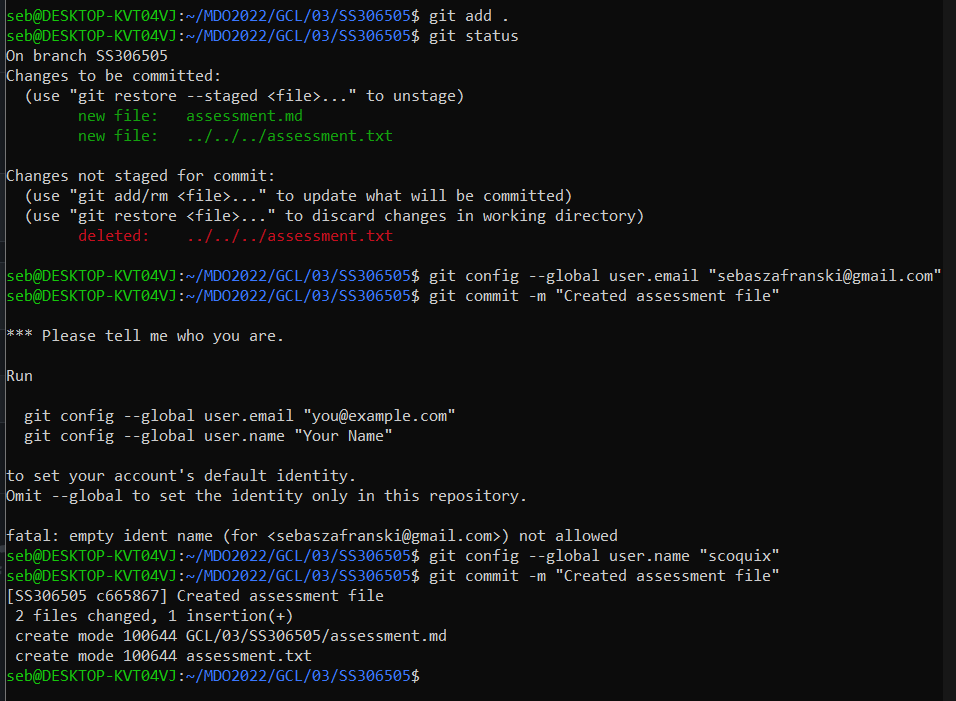 seb@DESKTOP-KVT04VJ:~/MDO2022/GCL/03/SS306505$ git add .
seb@DESKTOP-KVT04VJ:~/MDO2022/GCL/03/SS306505$ git status
On branch SS306505
Changes to be committed:
  (use "git restore --staged <file>..." to unstage)
        new file:   assessment.md
        new file:   ../../../assessment.txt

Changes not staged for commit:
  (use "git add/rm <file>..." to update what will be committed)
  (use "git restore <file>..." to discard changes in working directory)
        deleted:    ../../../assessment.txt

seb@DESKTOP-KVT04VJ:~/MDO2022/GCL/03/SS306505$ git config --global user.email "sebaszafranski@gmail.com"
seb@DESKTOP-KVT04VJ:~/MDO2022/GCL/03/SS306505$ git commit -m "Created assessment file"

*** Please tell me who you are.

Run

  git config --global user.email "you@example.com"
  git config --global user.name "Your Name"

to set your account's default identity.
Omit --global to set the identity only in this repository.

fatal: empty ident name (for <sebaszafranski@gmail.com>) not allowed
seb@DESKTOP-KVT04VJ:~/MDO2022/GCL/03/SS306505$ git config --global user.name "scoquix"
seb@DESKTOP-KVT04VJ:~/MDO2022/GCL/03/SS306505$ git commit -m "Created assessment file"
[SS306505 c665867] Created assessment file
 2 files changed, 1 insertion(+)
 create mode 100644 GCL/03/SS306505/assessment.md
 create mode 100644 assessment.txt
seb@DESKTOP-KVT04VJ:~/MDO2022/GCL/03/SS306505$